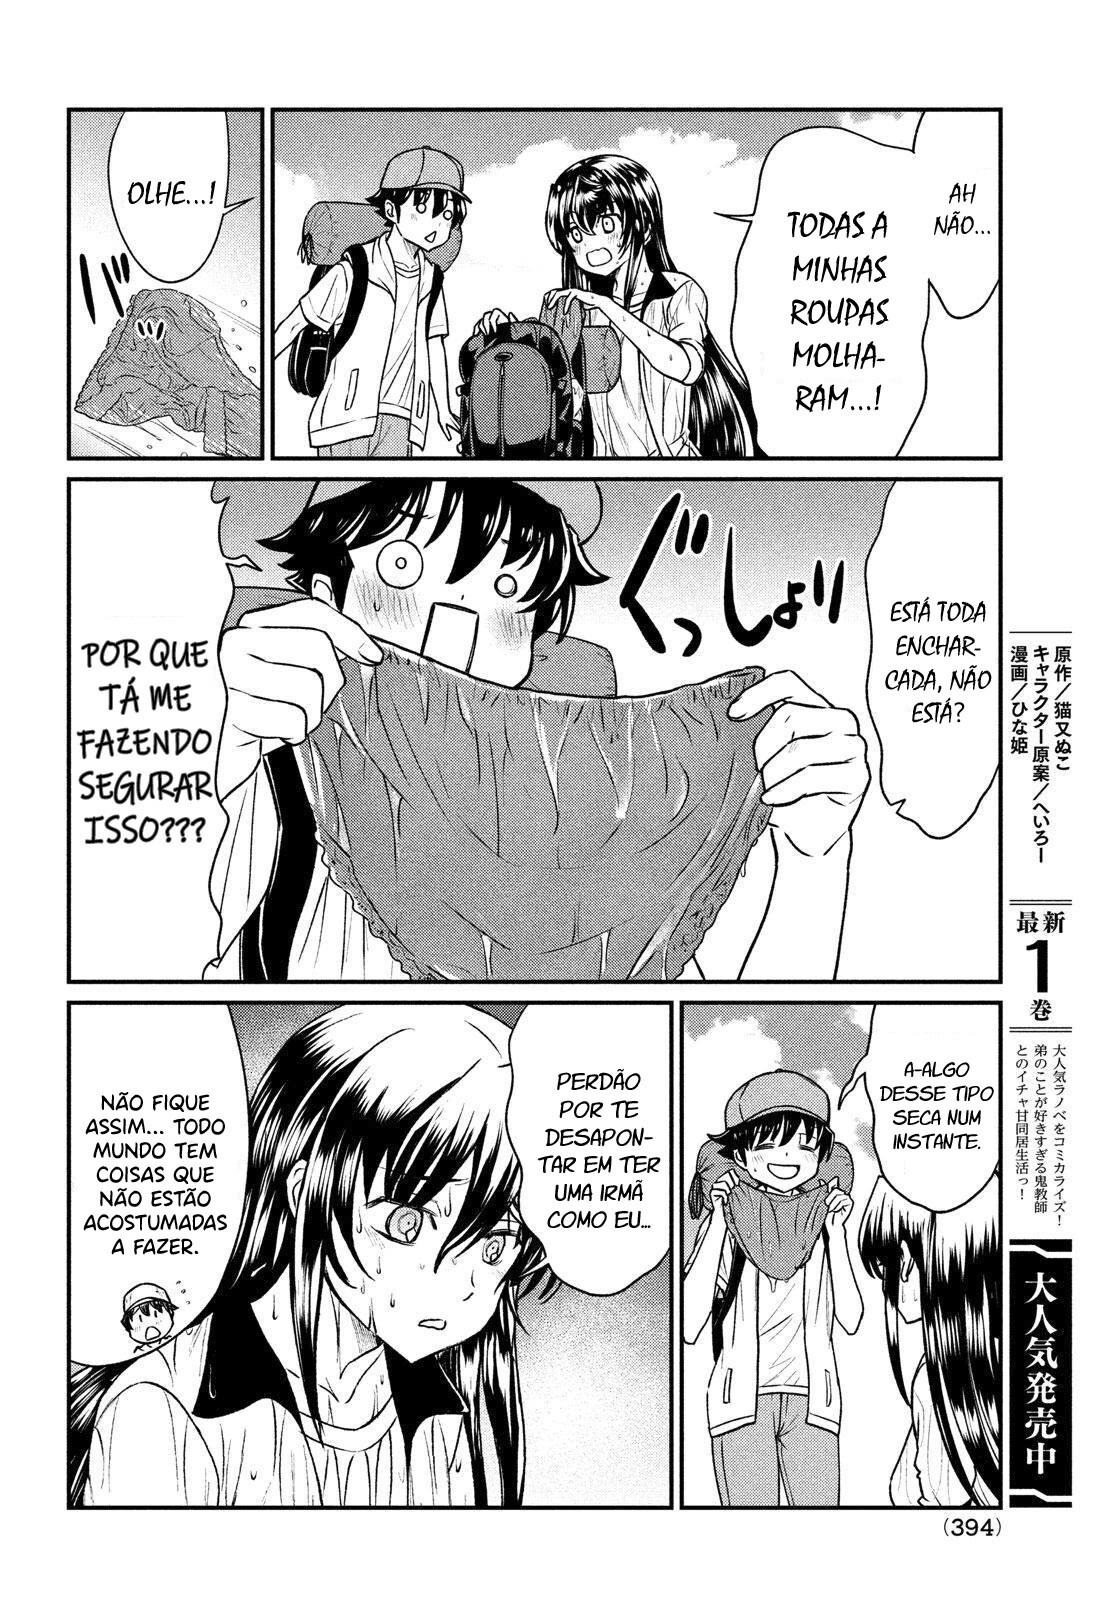 AH
NÃO...
TODAS A
MINHAS
ROUPAS
MOLHA-
RAM...!
OLHE...!
ビ
ビ
ESTÁ TODA
ENCHAR-
CADA, NÃO
ESTÁ?
ぐっしょり
POR QUE
TÁ ME
FAZENDO
SEGURAR
ISSO???
A-ALGO
DESSE TIPO
SECA NUM
INSTANTE.
PERDÃO
POR TE
DESAPON-
TAR EM TER
UMA IRMÃ
COMO EU...
NÃO FIQUE
ASSIM... TODO
MUNDO TEM
COISAS QUE
NÃO ESTÃO
ACOSTUMADAS
A FAZER.
原作／猫又ぬこ
キャラクター原案／へいろー
漫画／ひな姫
最新
1
巻
大人気ラノベをコミカライズ！
弟のことが好きすぎる鬼教師
とのイチャ甘同居生活っ！
大人気発売中
(394)